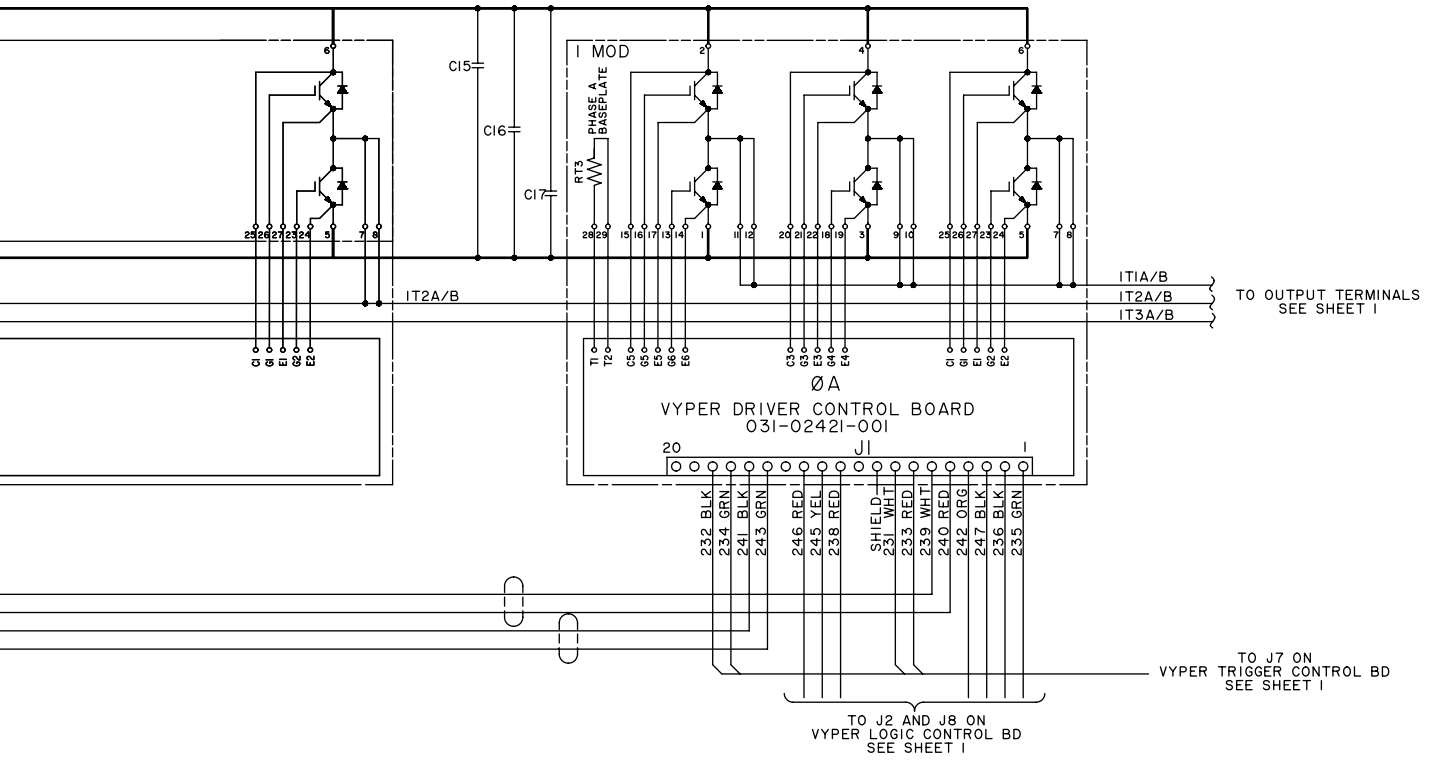 6
2
4
6
1 MOD
C15
PHASE A
BASEPLATE
C16
RT3
C17
25 26 27 23 24 5 7 8
28 29 15 16 17 13 14 1 11 12 20 21 22 18 19 3 9 10 25 26 27 23 24 5 7 8
1T1A/B
1T2A/B
1T2A/B
1T3A/B
TO OUTPUT TERMINALS
SEE SHEET 1
C1 G1 E1 G2 E2
T1 T2 C5 G5 E5 G6 E6 C3 G3 E3 G4 E4 C1 G1 E1 G2 E2
ØA
VYPER DRIVER CONTROL BOARD
031-02421-001
20 J1 1
232 BLK
234 GRN
241 BLK
243 GRN
246 RED
245 YEL
238 RED
SHIELD
231 WHT
233 RED
239 WHT
240 RED
242 ORG
247 BLK
236 BLK
235 GRN
TO J7 ON
VYPER TRIGGER CONTROL BD
SEE SHEET 1
TO J2 AND J8 ON
VYPER LOGIC CONTROL BD
SEE SHEET 1